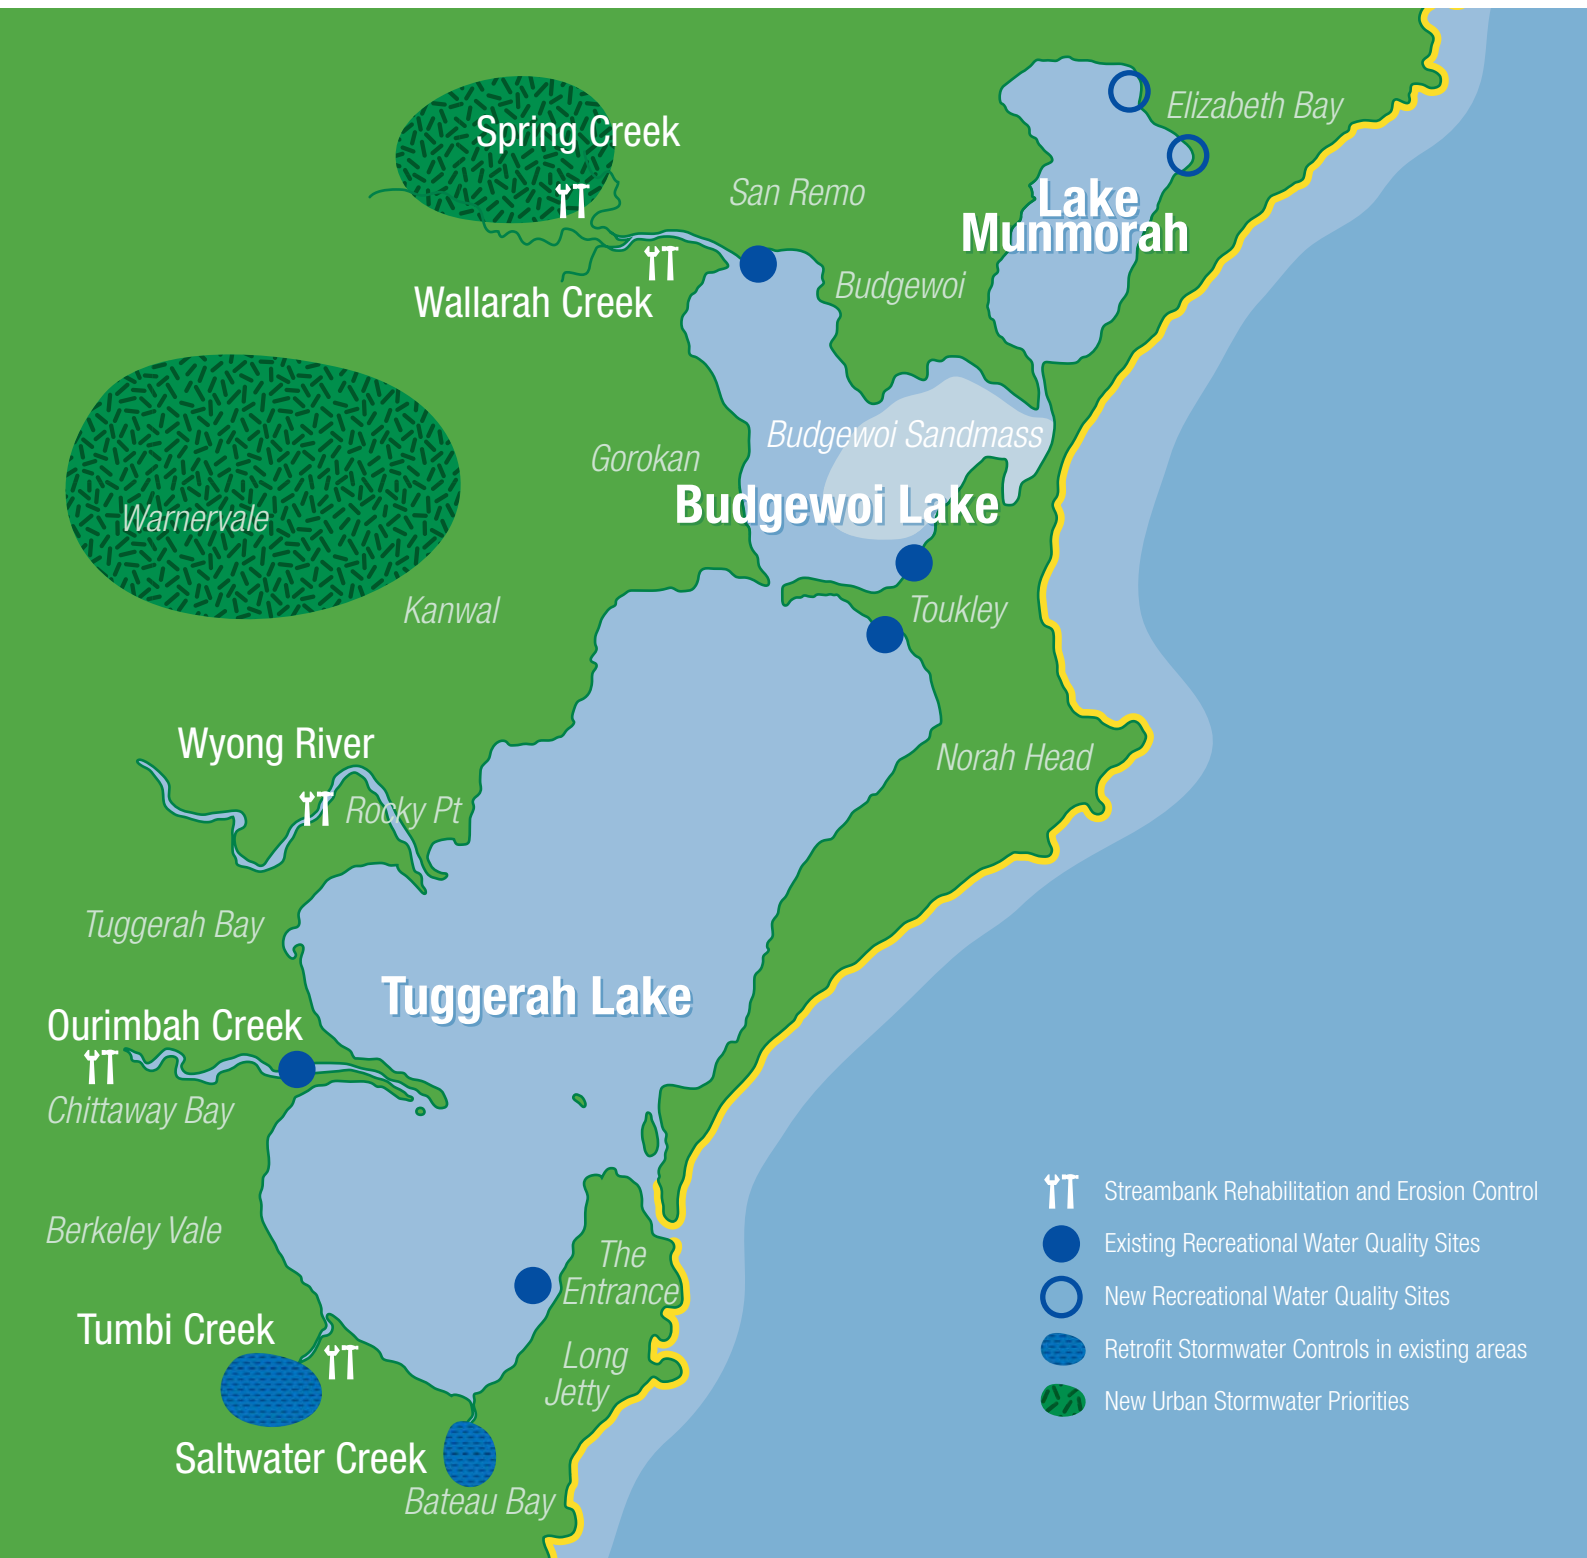 Elizabeth Bay
Spring Creek
San Remo
Lake
Munmorah
Budgewoi
Wallarah Creek
Budgewoi Sandmass
Gorokan
Budgewoi Lake
Warnervale
Kanwal
Toukley
Wyong River
Norah Head
Rocky Pt
Tuggerah Bay
Tuggerah Lake
Ourimbah Creek
Chittaway Bay
Berkeley Vale
The
Entrance
Tumbi Creek
Long
Jetty
Saltwater Creek
Bateau Bay
Streambank Rehabilitation and Erosion Control
Existing Recreational Water Quality Sites
New Recreational Water Quality Sites
Retrofit Stormwater Controls in existing areas
New Urban Stormwater Priorities